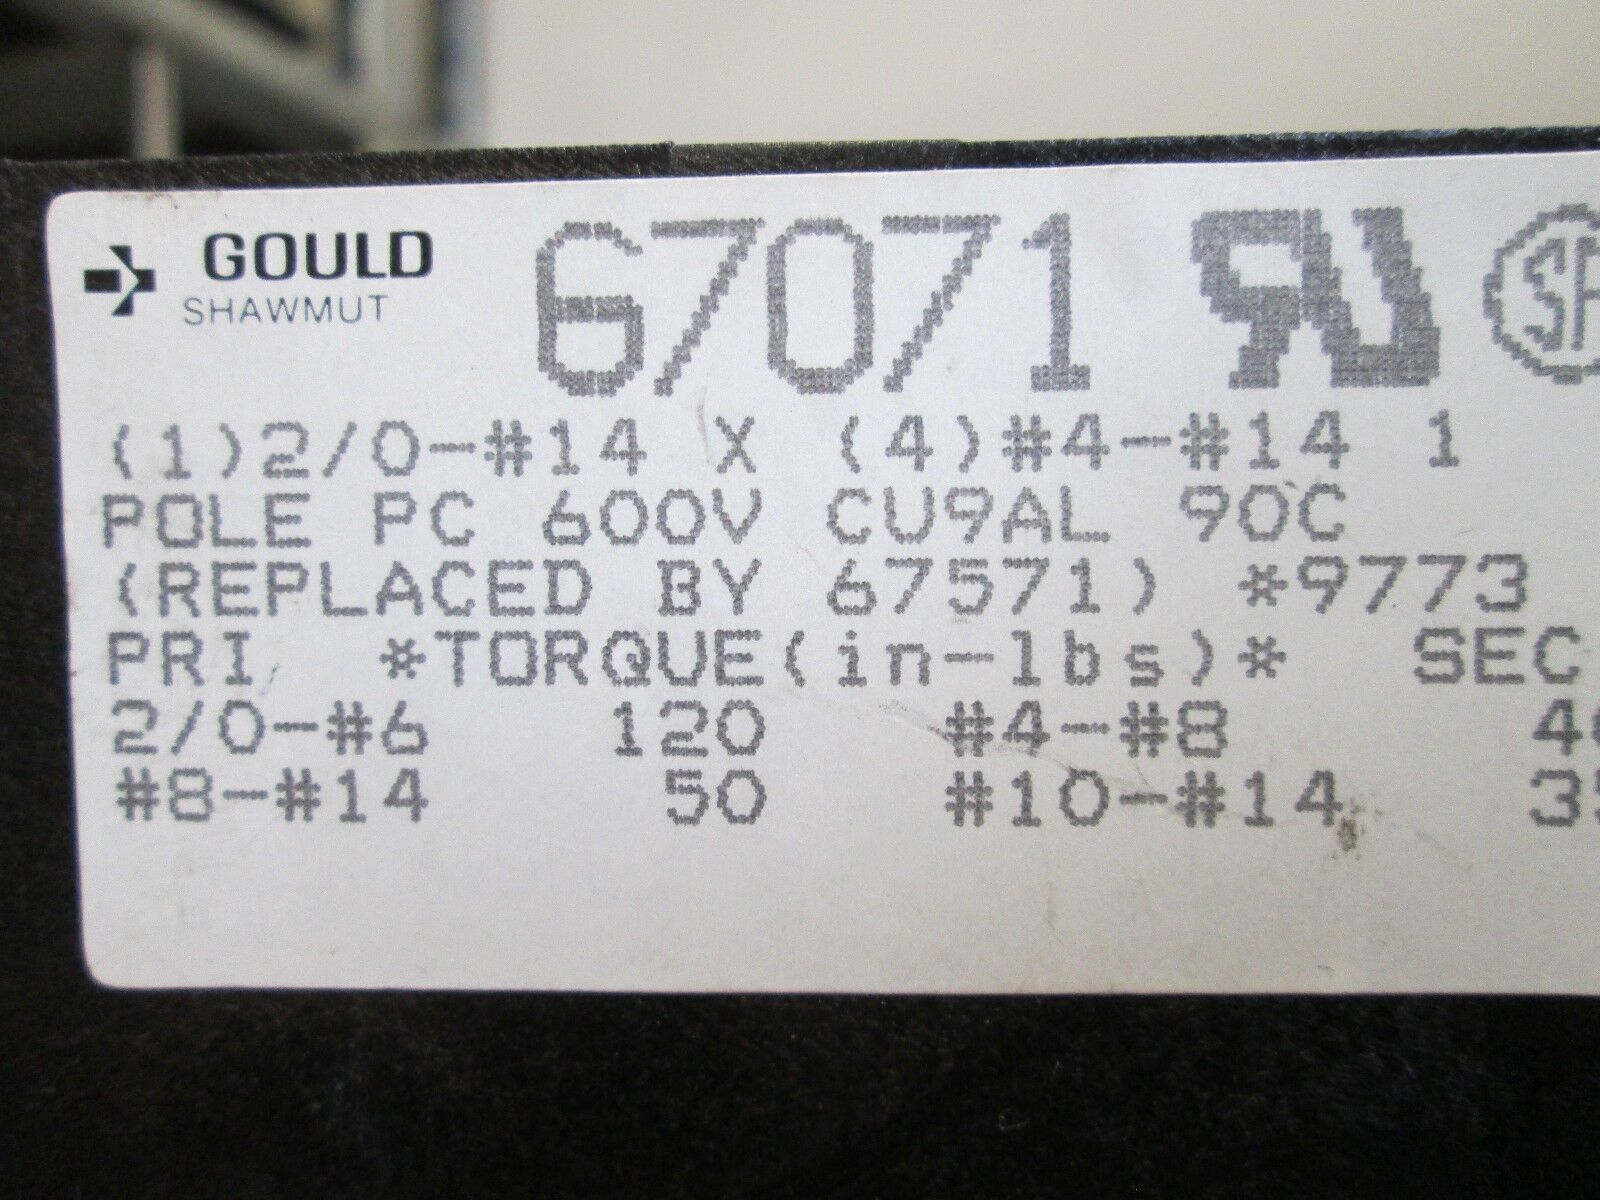 GOULD
SHAWMUT
67071
(1)2/0-#14 X (4)#4-#14 1
POLE PC 600V CU9AL 90C
(REPLACED BY 67571) *9773
PRI *TORQUE(in-lbs)* SEC
2/0-#6 120 #4-#8
#8-#14 50 #10-#14